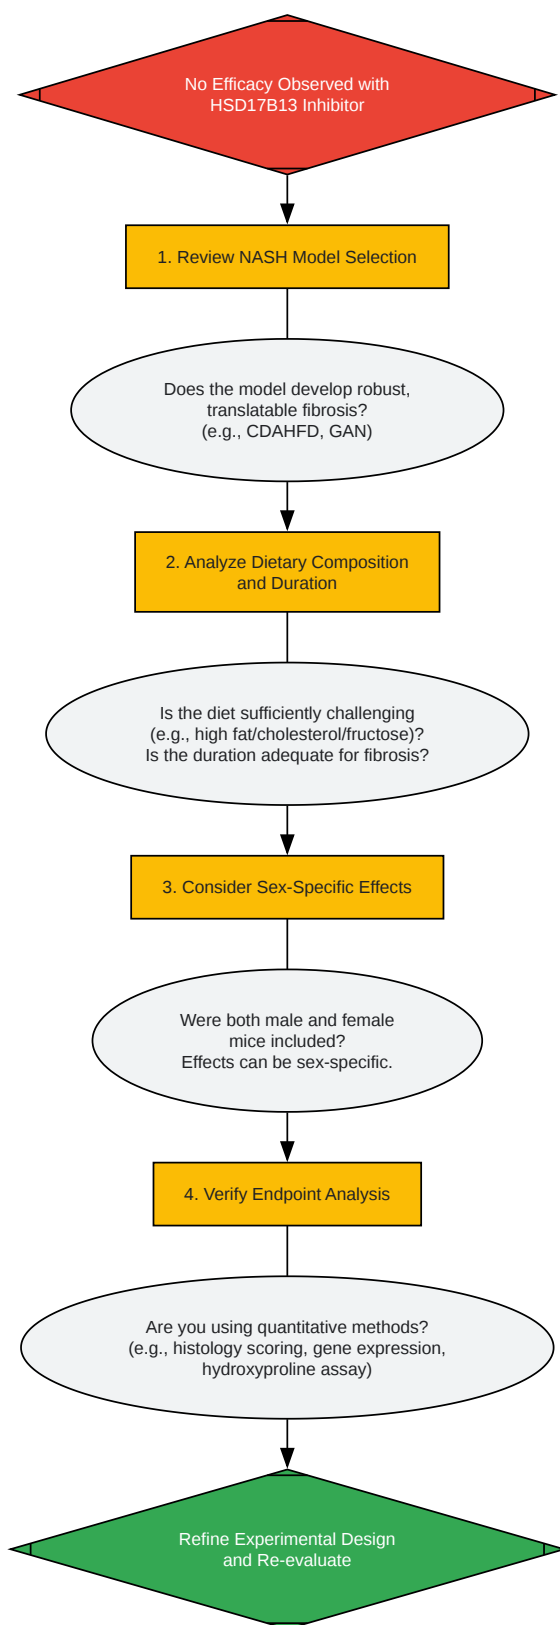 No Efficacy Observed with
HSD17B13 Inhibitor
1. Review NASH Model Selection
Does the model develop robust,
translatable fibrosis?
(e.g., CDAHFD, GAN)
2. Analyze Dietary Composition
and Duration
Is the diet sufficiently challenging
(e.g., high fat/cholesterol/fructose)?
Is the duration adequate for fibrosis?
3. Consider Sex-Specific Effects
Were both male and female
mice included?
Effects can be sex-specific.
4. Verify Endpoint Analysis
Are you using quantitative methods?
(e.g., histology scoring, gene expression,
hydroxyproline assay)
Refine Experimental Design
and Re-evaluate